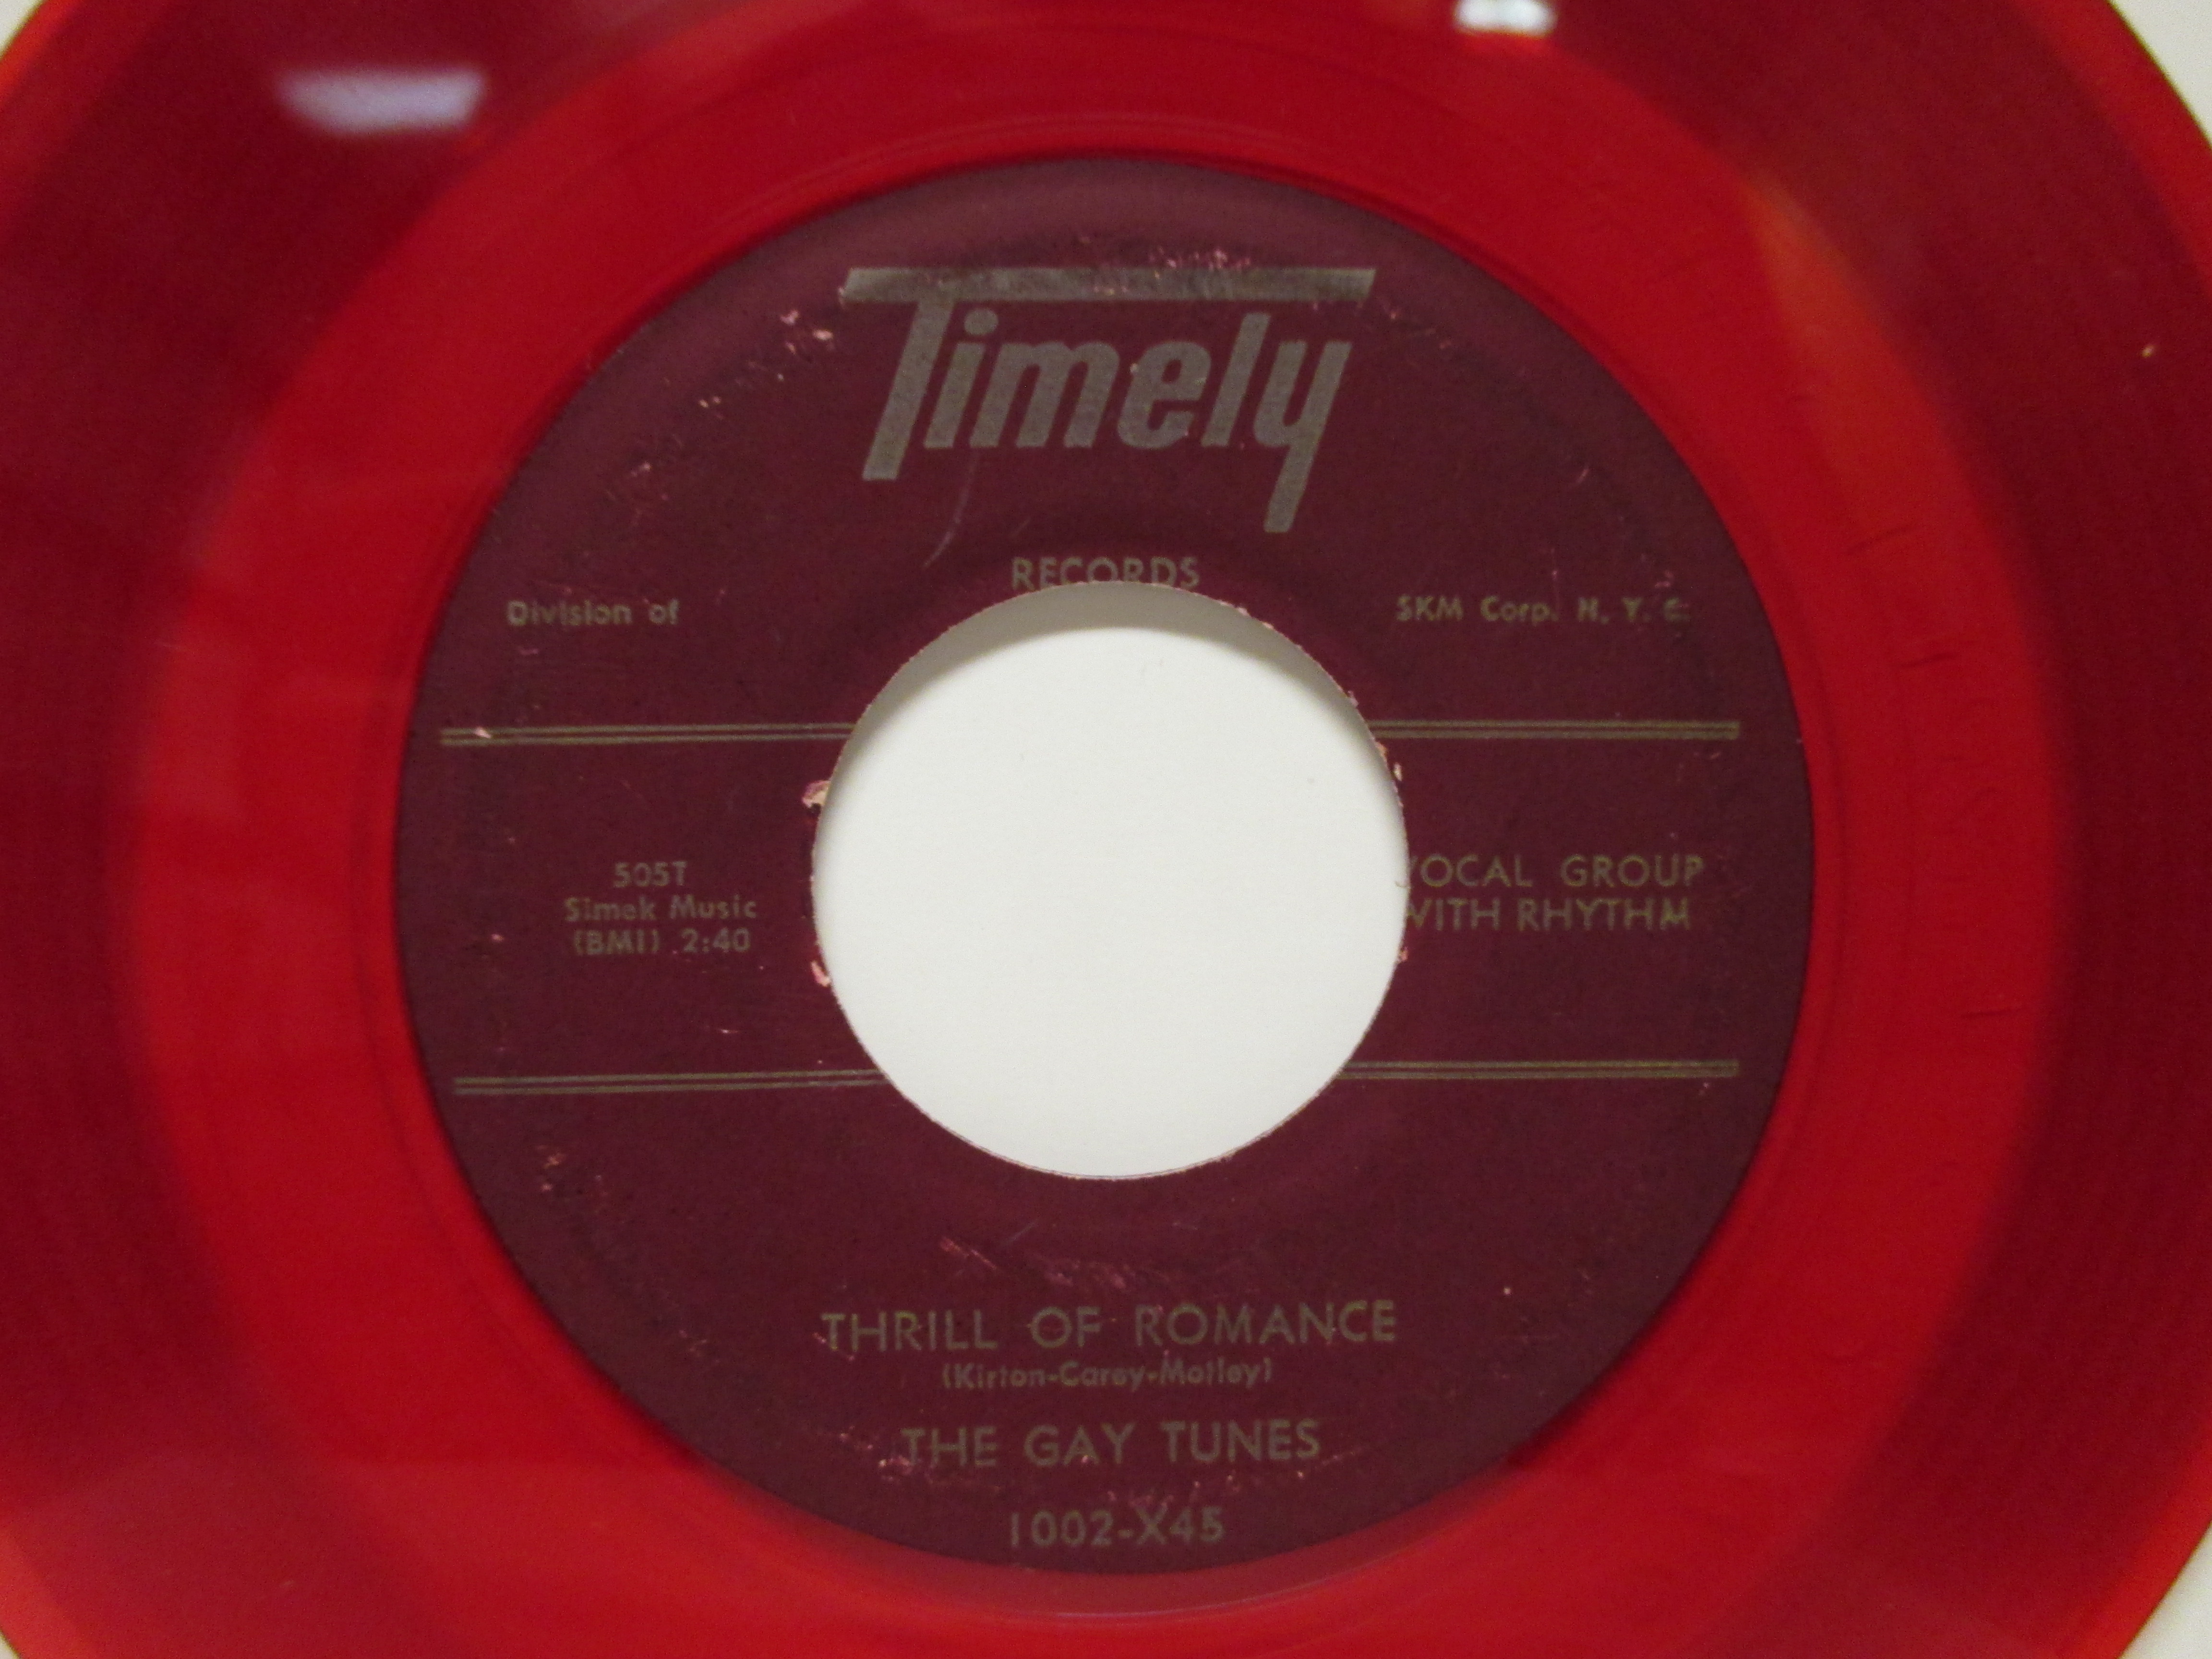 Timely
RECORDS
Division of SKM Corp. N. Y. C.
505T
Simek Music
(BMI) 2:40
VOCAL GROUP
WITH RHYTHM
THRILL OF ROMANCE
(Kirton-Carey-Motley)
THE GAY TUNES
1002-X45